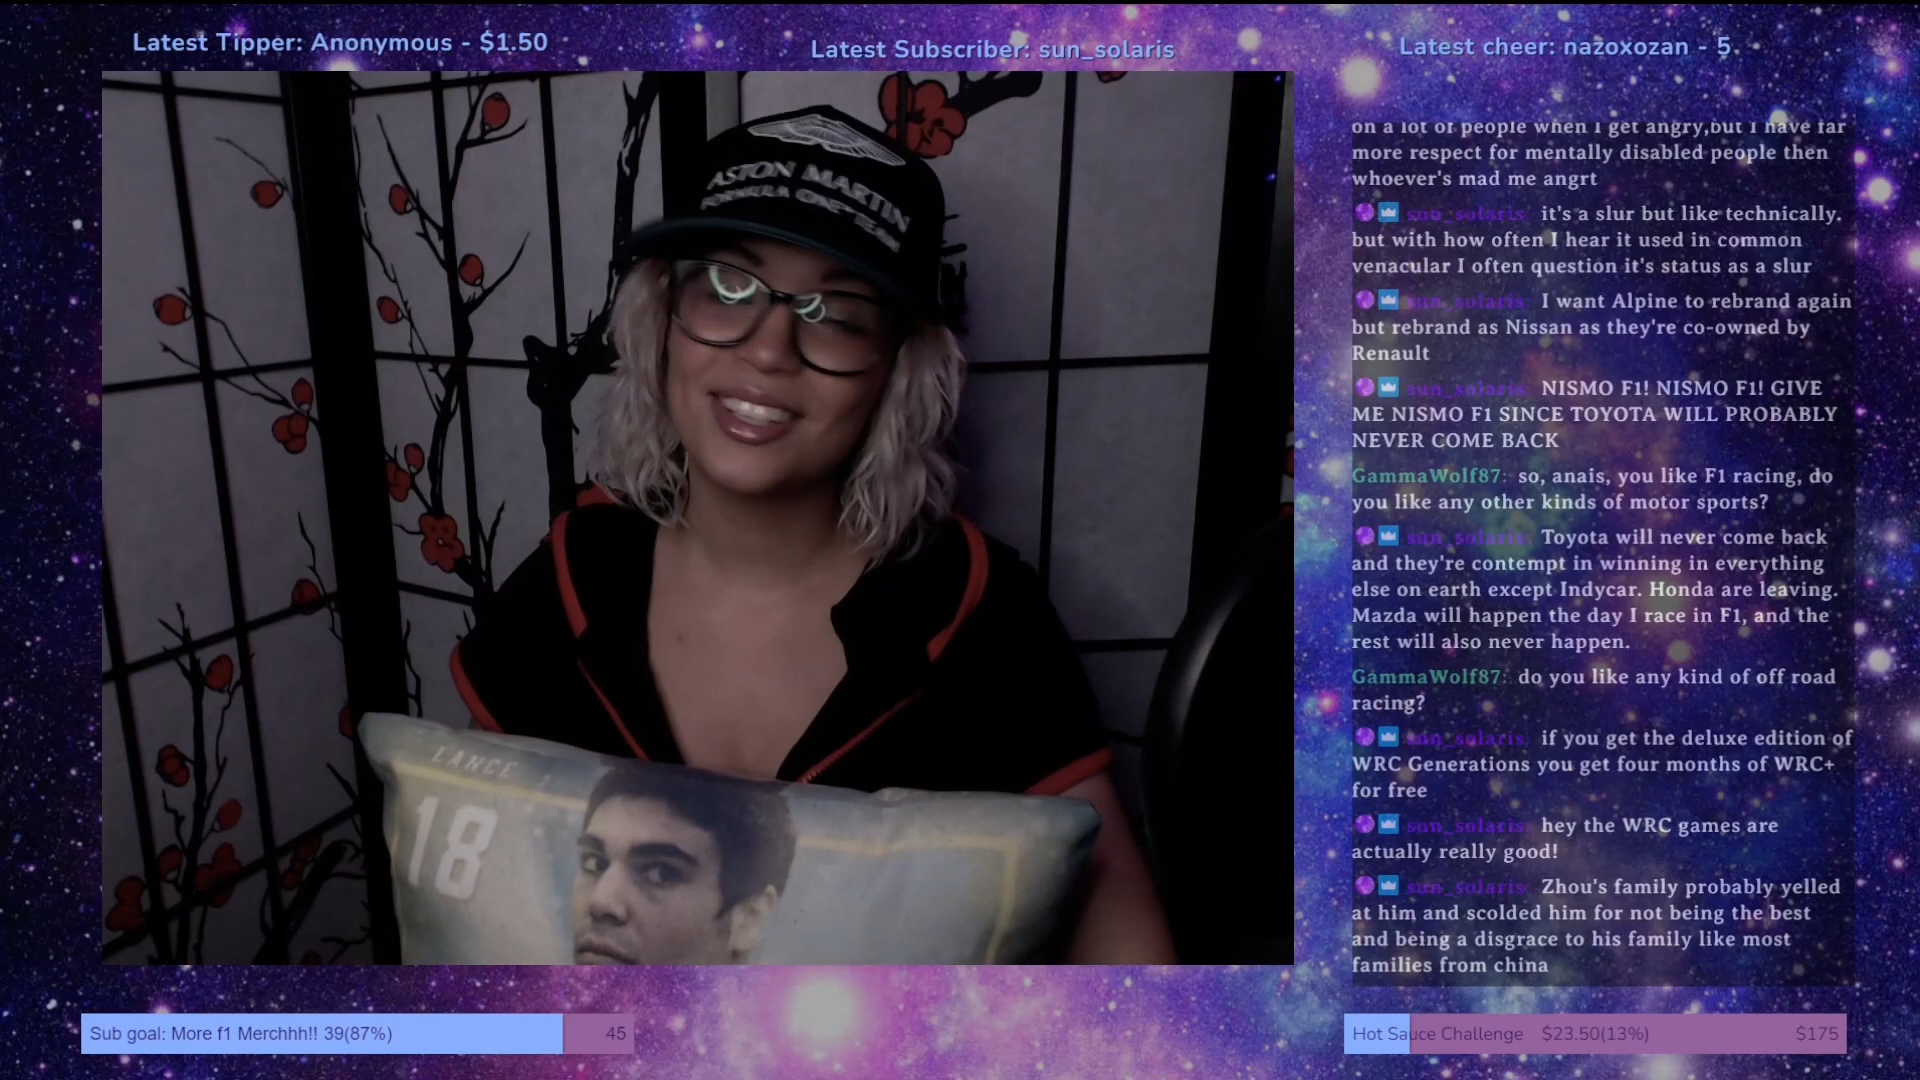 Latest Tipper: Anonymous - $1.50
Latest Subscriber: sun_solaris
Latest cheer: nazoxozan - 5
ASTON MARTIN
FORMULA ONE TEAM
LANCE
18
on a lot of people when I get angry,but I have far
more respect for mentally disabled people then
whoever's mad me angrt
sun_solaris: it's a slur but like technically.
but with how often I hear it used in common
venacular I often question it's status as a slur
sun_solaris: I want Alpine to rebrand again
but rebrand as Nissan as they're co-owned by
Renault
sun_solaris: NISMO F1! NISMO F1! GIVE
ME NISMO F1 SINCE TOYOTA WILL PROBABLY
NEVER COME BACK
GammaWolf87: so, anais, you like F1 racing, do
you like any other kinds of motor sports?
sun_solaris: Toyota will never come back
and they're contempt in winning in everything
else on earth except Indycar. Honda are leaving.
Mazda will happen the day I race in F1, and the
rest will also never happen.
GammaWolf87: do you like any kind of off road
racing?
sun_solaris: if you get the deluxe edition of
WRC Generations you get four months of WRC+
for free
sun_solaris: hey the WRC games are
actually really good!
sun_solaris: Zhou's family probably yelled
at him and scolded him for not being the best
and being a disgrace to his family like most
families from china
Sub goal: More f1 Merchhh!! 39(87%)
45
Hot Sauce Challenge $23.50(13%)
$175